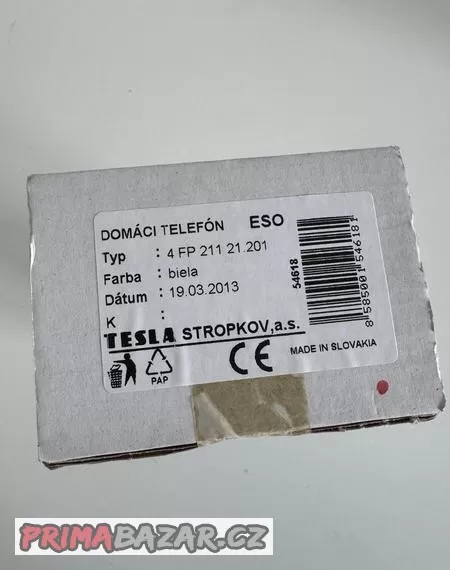 DOMÁCI TELEFÓN ESO
Typ : 4 FP 211 21.201
Farba : biela
Dátum : 19.03.2013
K :
TESLA STROPKOV, a.s.
PAP
CE
MADE IN SLOVAKIA
54618
8 585001 546181
PRIMABAZAR.CZ